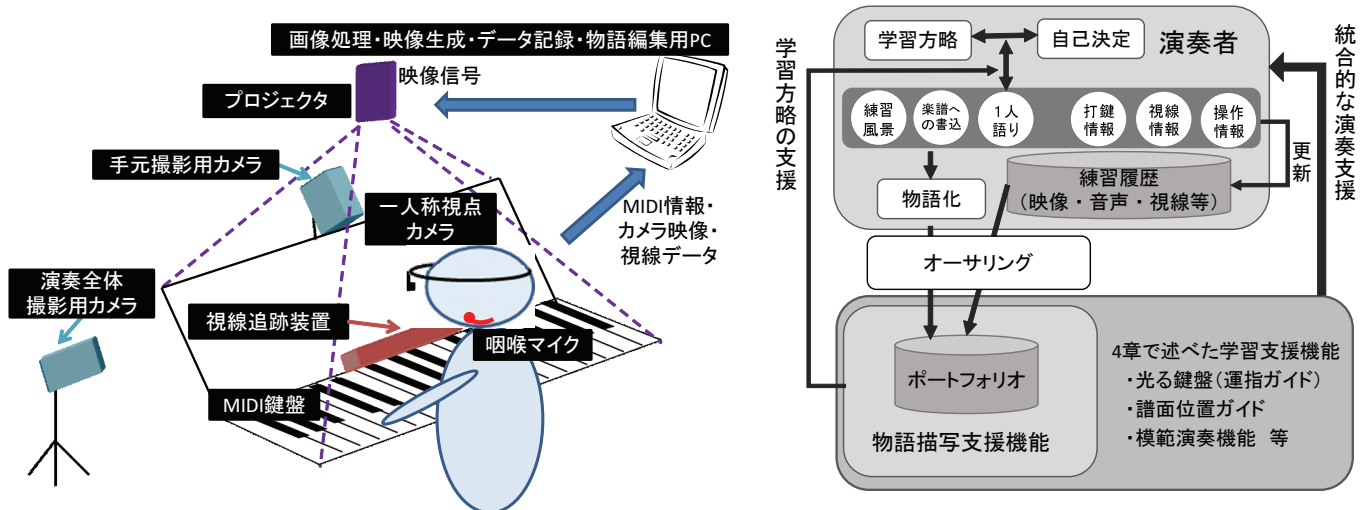 画像処理・映像生成・データ記録・物語編集用PC
映像信号
プロジェクタ
手元撮影用カメラ
一人称視点
カメラ
MIDI情報・
カメラ映像・
視線データ
演奏全体
撮影用カメラ
視線追跡装置
咽喉マイク
MIDI鍵盤
学習方略の支援
学習方略
自己決定
演奏者
練習
風景
楽譜へ
の書込
1人
語り
打鍵
情報
視線
情報
操作
情報
更新
統合的な演奏支援
物語化
練習履歴
(映像・音声・視線等)
オーサリング
ポートフォリオ
物語描写支援機能
4章で述べた学習支援機能
・光る鍵盤(運指ガイド)
・譜面位置ガイド
・模範演奏機能 等